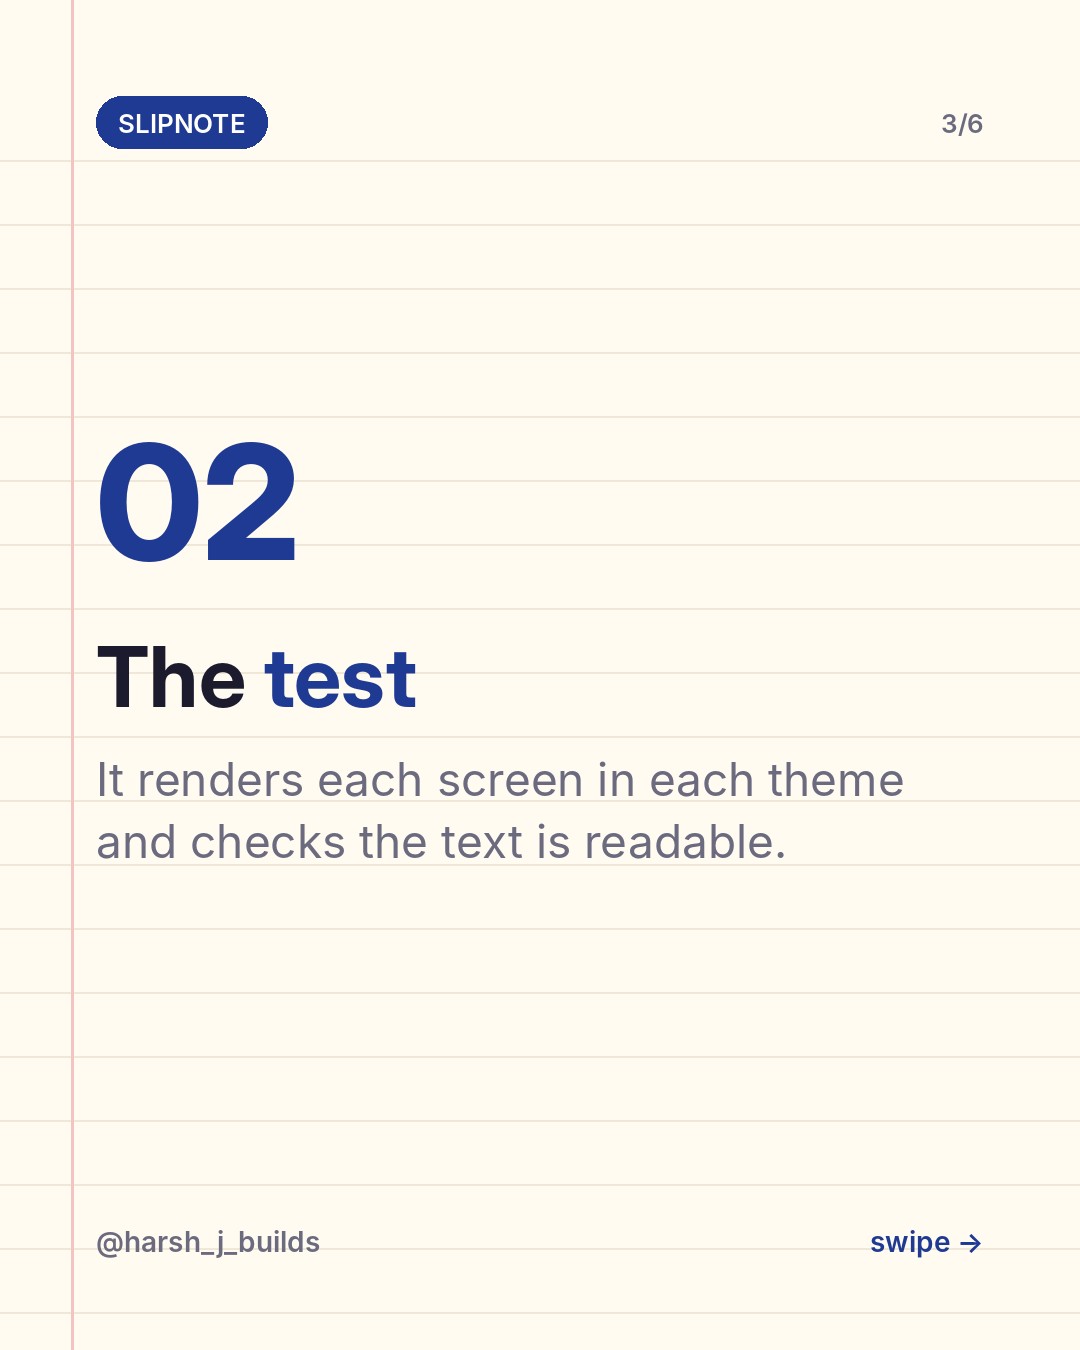 SLIPNOTE
3/6
02
The test
It renders each screen in each theme
and checks the text is readable.
@harsh_j_builds
swipe →